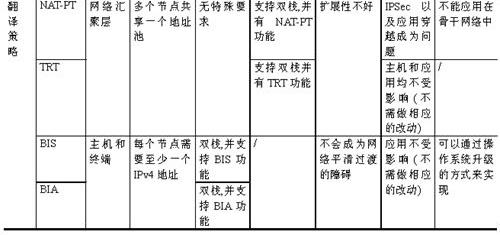 翻译策略
NAT-PT
网络汇
聚层
多个节点共
享一个地址
池
无特殊要
求
支持双栈,并
有 NAT-PT
功能
扩展性不好
IPSec 以
及应用穿
越成为问
题
不能应用在
骨干网络中
TRT
支持双栈,并
有 TRT 功能
主机和应
用均不受
影响（不
需做相应
的改动）
/
BIS
主机和
终端
每个节点需
要至少一个
IPv4 地址
双栈,并支
持 BIS 功
能
/
不会成为网
络平滑过渡
的障碍
应用不受
影响（不
需做相应
的改动）
可以通过操
作系统升级
的方式来实
现
BIA
双栈,并支
持 BIA 功
能